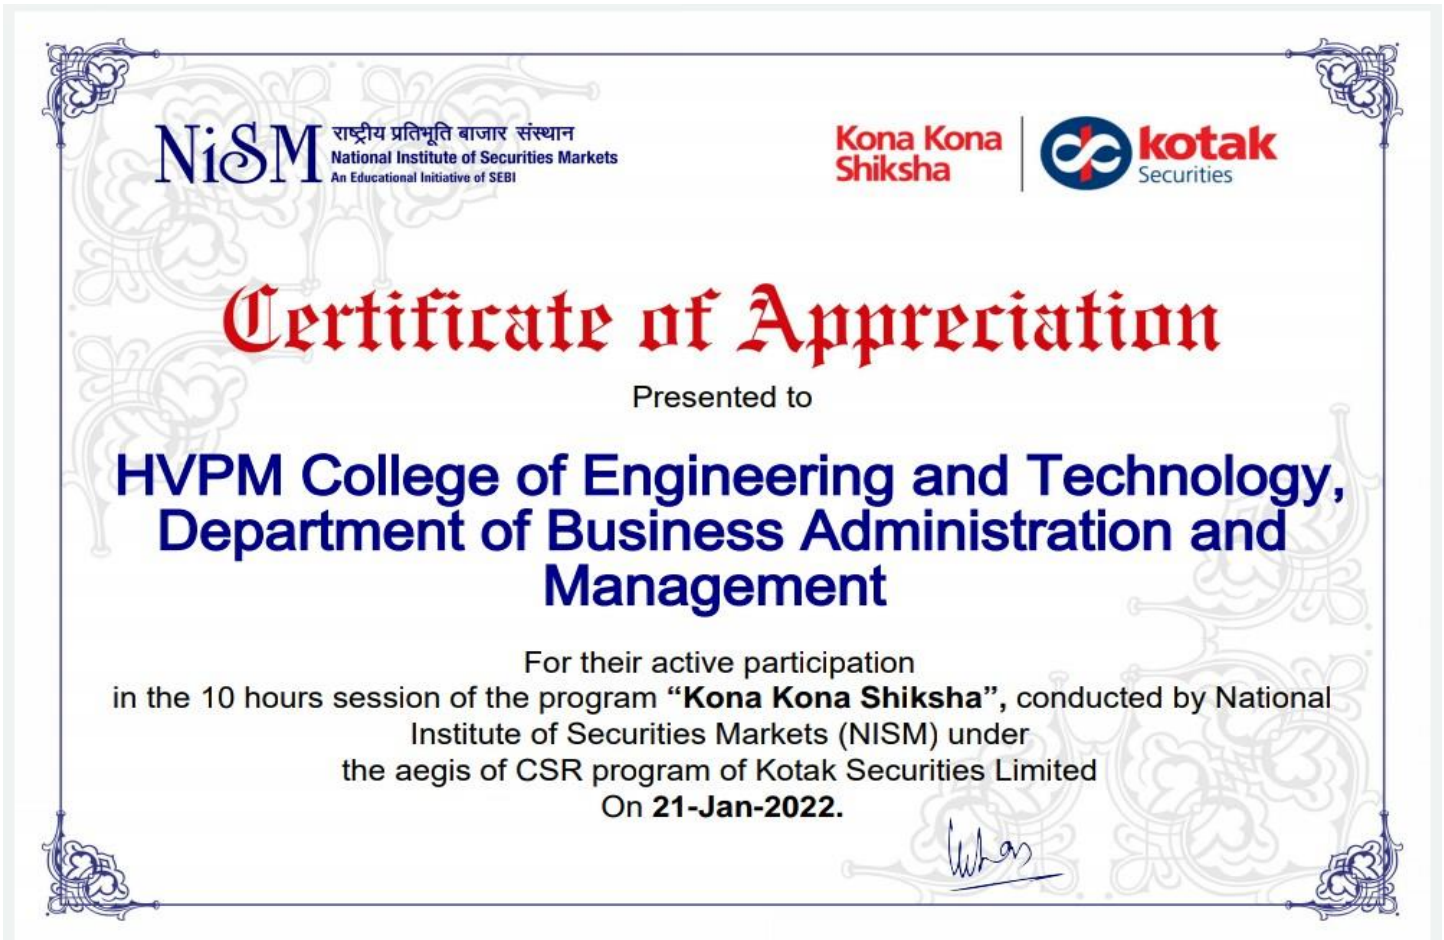 NiSM
राष्ट्रीय प्रतिभूति बाजार संस्थान
National Institute of Securities Markets
An Educational Initiative of SEBI
Kona Kona
Shiksha
kotak
Securities
Certificate of Appreciation
Presented to
HVPM College of Engineering and Technology,
Department of Business Administration and
Management
For their active participation
in the 10 hours session of the program “Kona Kona Shiksha”, conducted by National
Institute of Securities Markets (NISM) under
the aegis of CSR program of Kotak Securities Limited
On 21-Jan-2022.